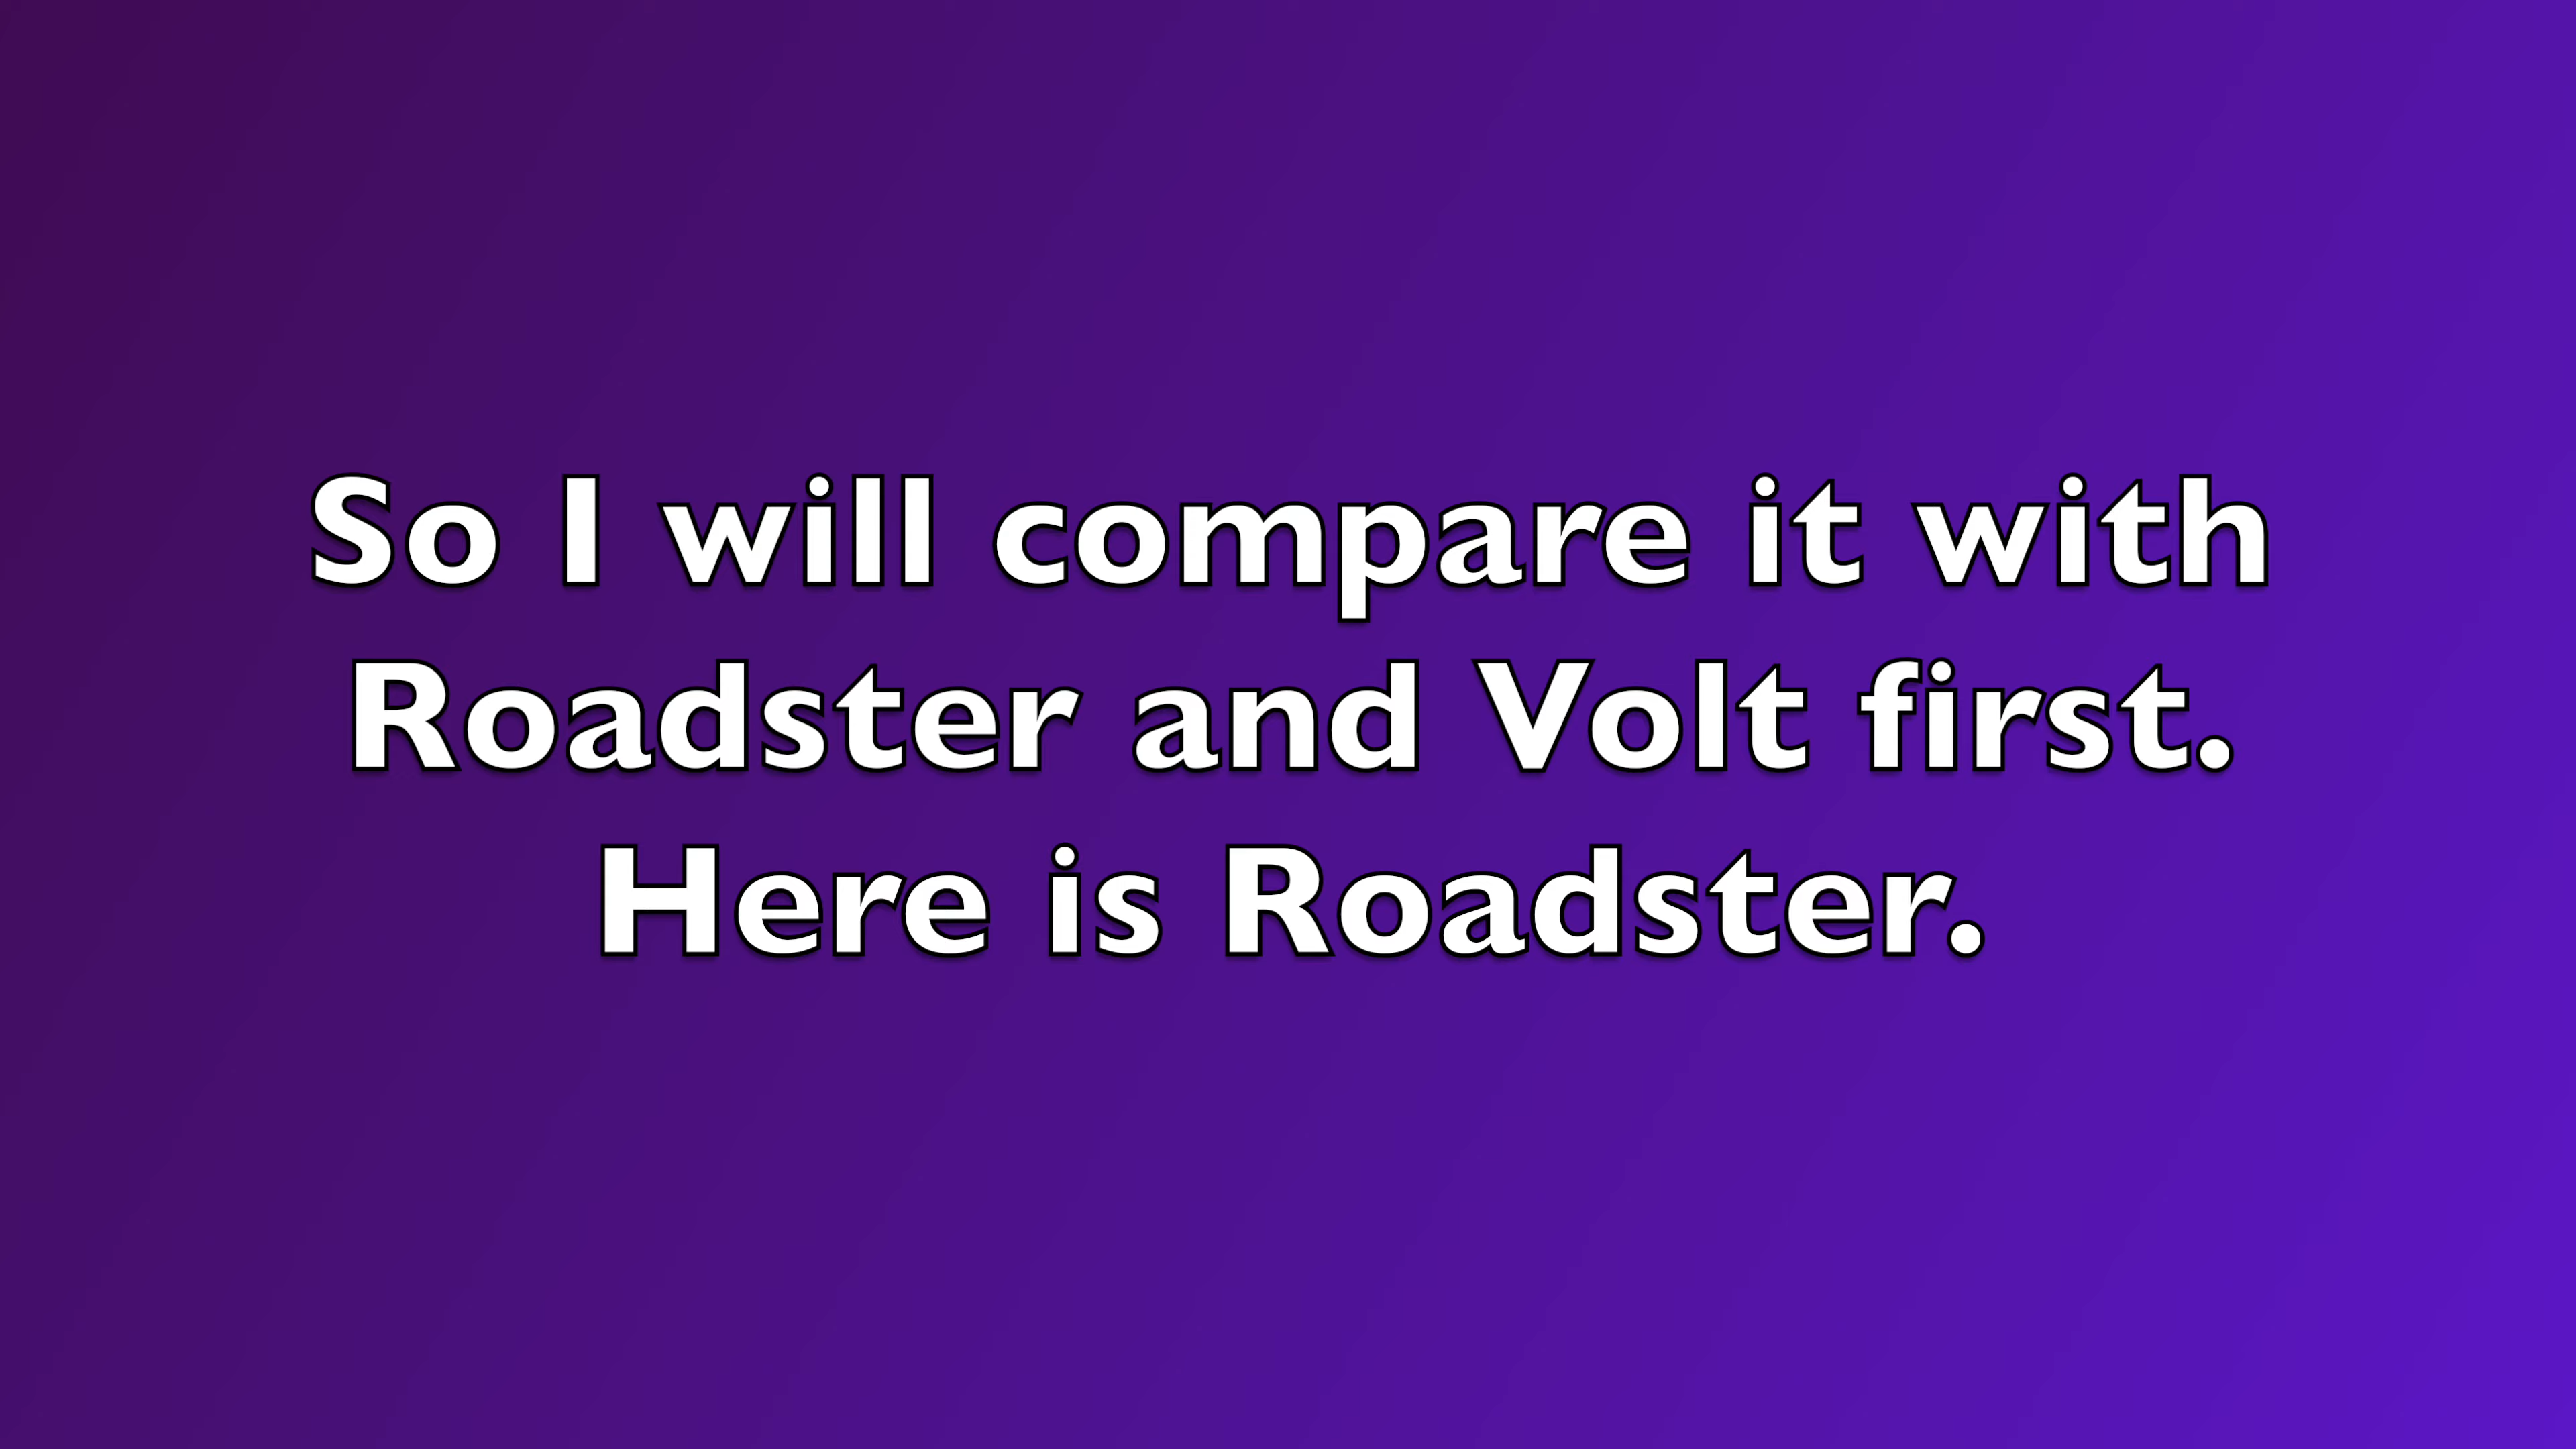 So I will compare it with
Roadster and Volt first.
Here is Roadster.